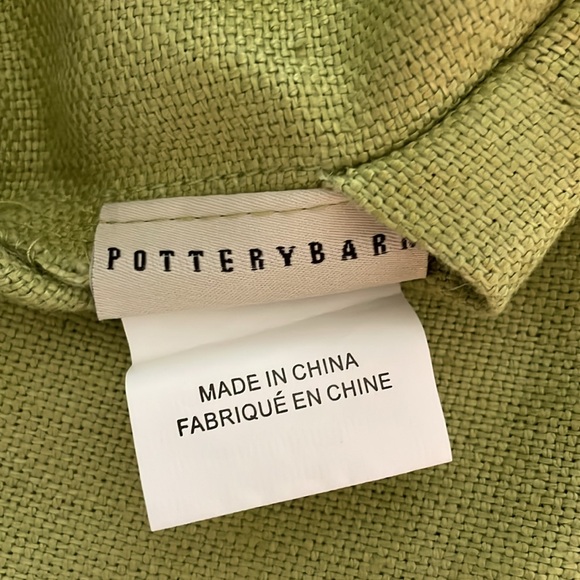 POTTERYBARN
MADE IN CHINA
FABRIQUÉ EN CHINE